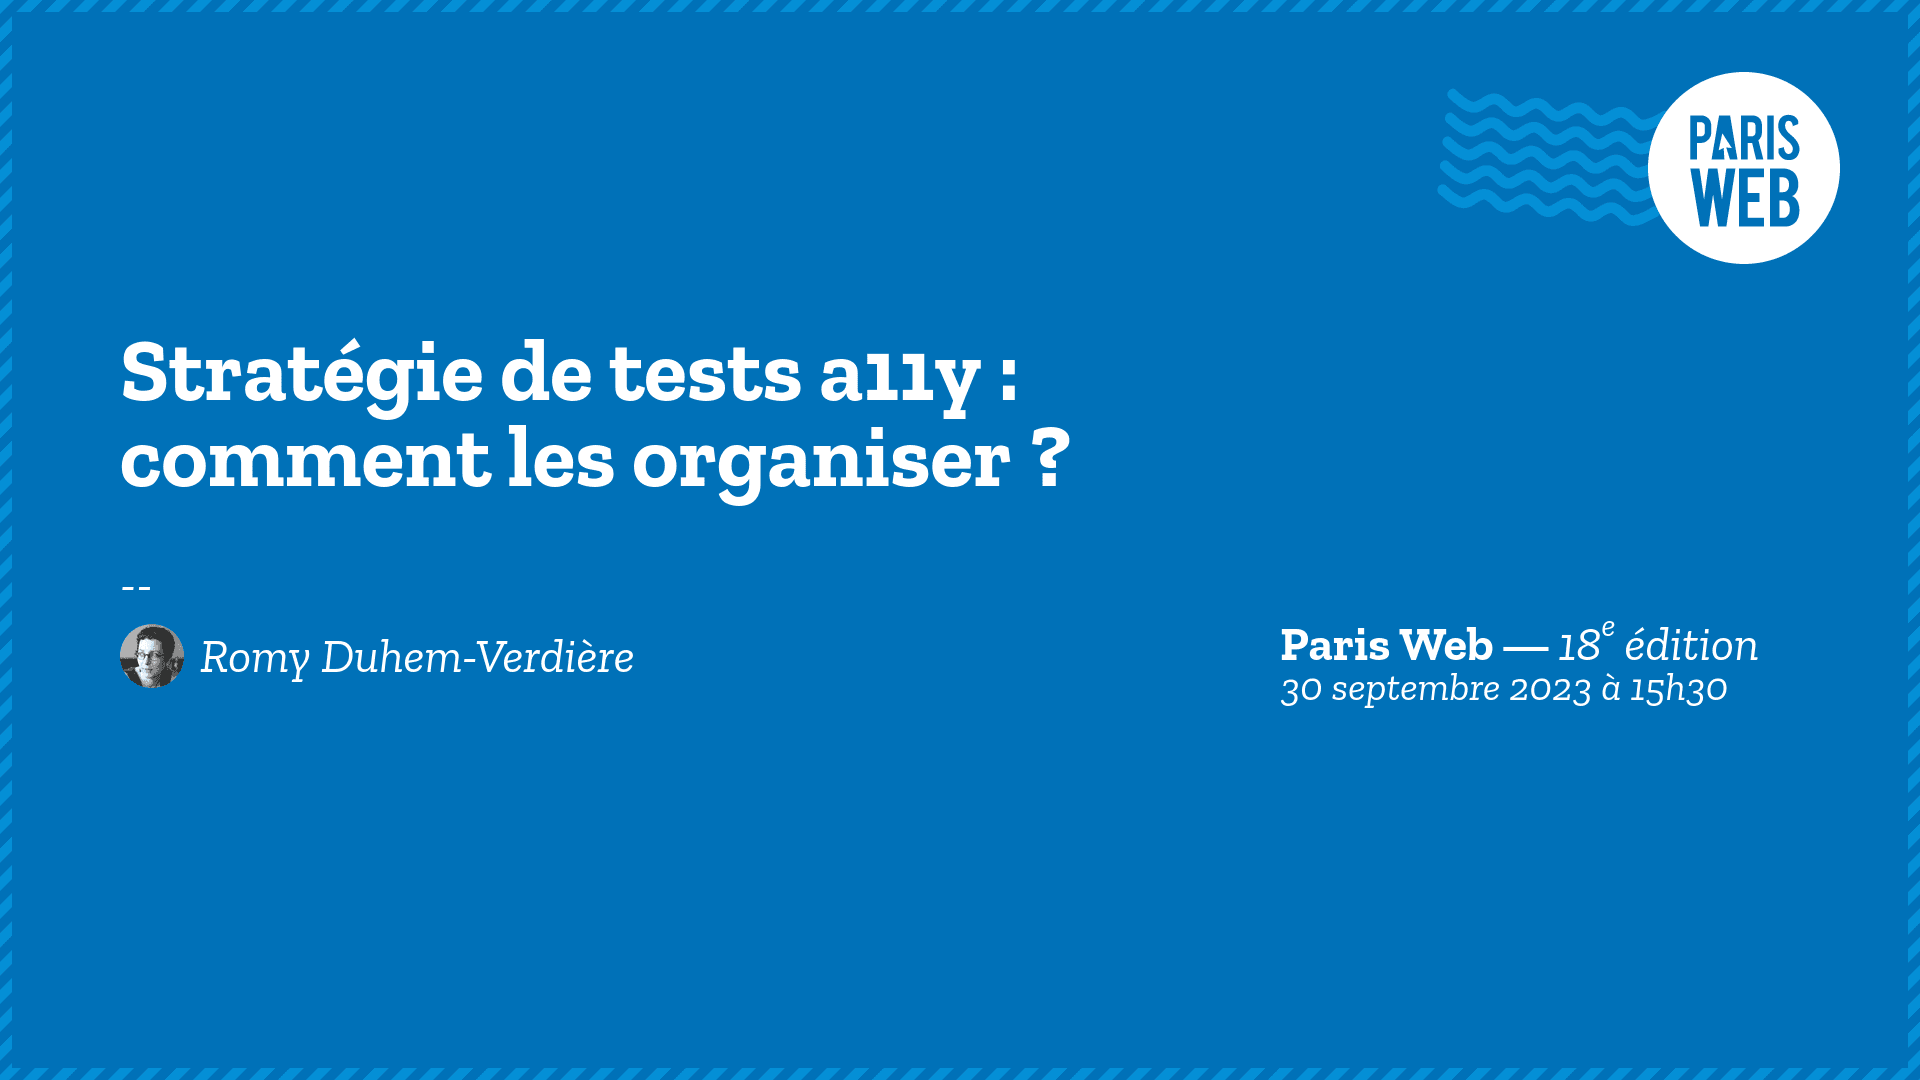 PARIS
WEB
Stratégie de tests a11y :
comment les organiser ?
--
Romy Duhem-Verdière
Paris Web — 18e édition
30 septembre 2023 à 15h30